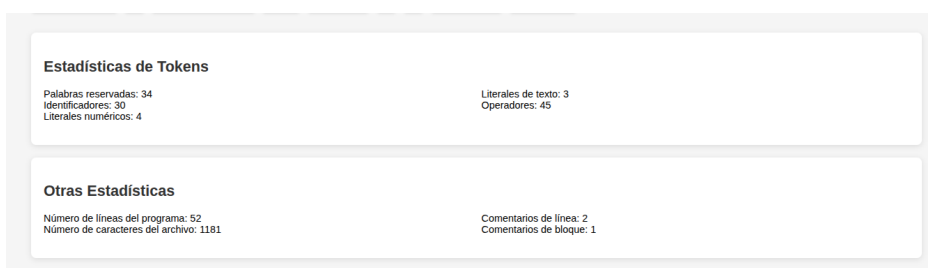 Estadísticas de Tokens
Palabras reservadas: 34
Identificadores: 30
Literales numéricos: 4
Literales de texto: 3
Operadores: 45
Otras Estadísticas
Número de líneas del programa: 52
Número de caracteres del archivo: 1181
Comentarios de línea: 2
Comentarios de bloque: 1